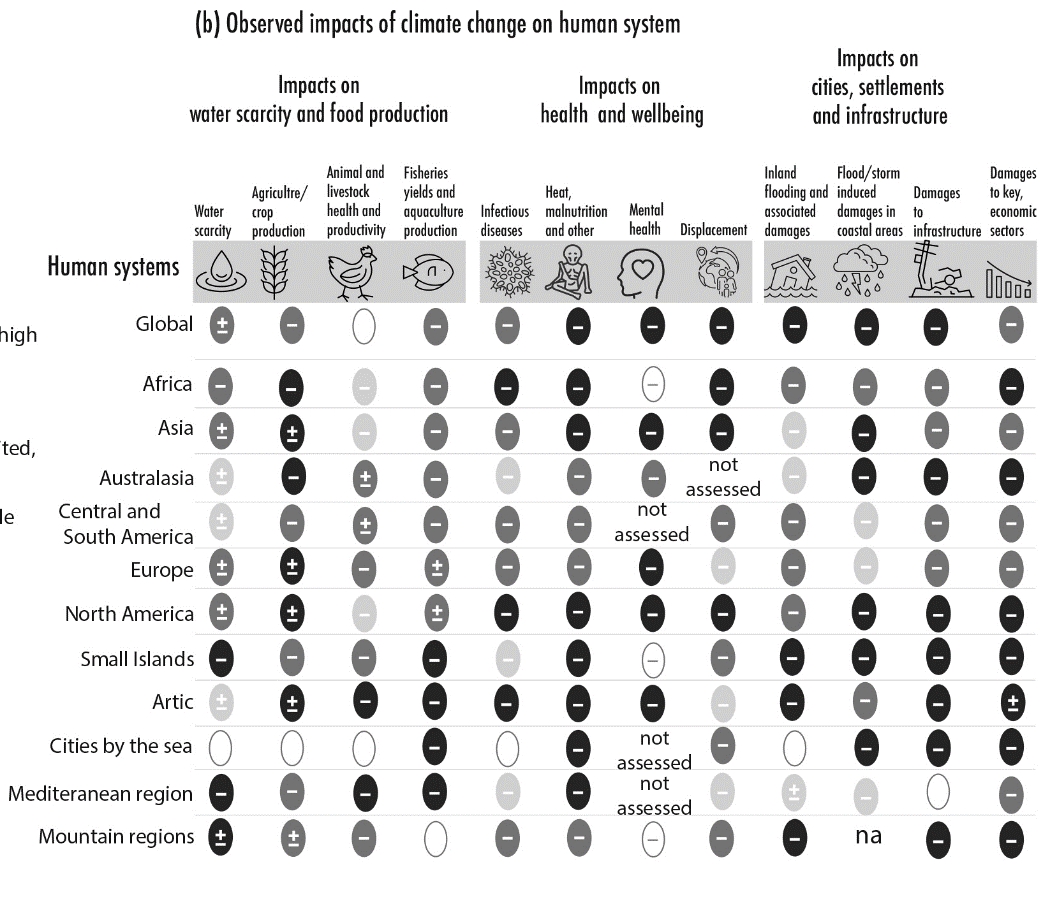 (b) Observed impacts of climate change on human system
Impacts on
water scarcity and food production
Impacts on
health and wellbeing
Impacts on
cities, settlements
and infrastructure
Water
scarcity
Agricultre/
crop
production
Animal and
livestock
health and
productivity
Fisheries
yields and
aquaculture
production
Infectious
diseases
Heat,
malnutrition
and other
Mental
health
Displacement
Inland
flooding and
associated
damages
Flood/storm
induced
damages in
coastal areas
Damages
to
infrastructure
Damages
to key,
economic
sectors
Human systems
Global ± − − − − − − − − − −
high
Africa − − − − − − − − − − − −
Asia ± ± − − − − − − − − − −
Australasia ± − ± − − − − not assessed − − − −
Central and
South America ± − ± − − − not assessed − − − − −
Europe ± ± − ± − − − − − − − −
North America ± ± − ± − − − − − − − −
Small Islands − − − − − − − − − − − −
Artic ± ± − − − − − − − − − ±
Cities by the sea − − not assessed − − − −
Mediteranean region − − − − − − not assessed − ± − −
Mountain regions ± ± − − − − − − na − −